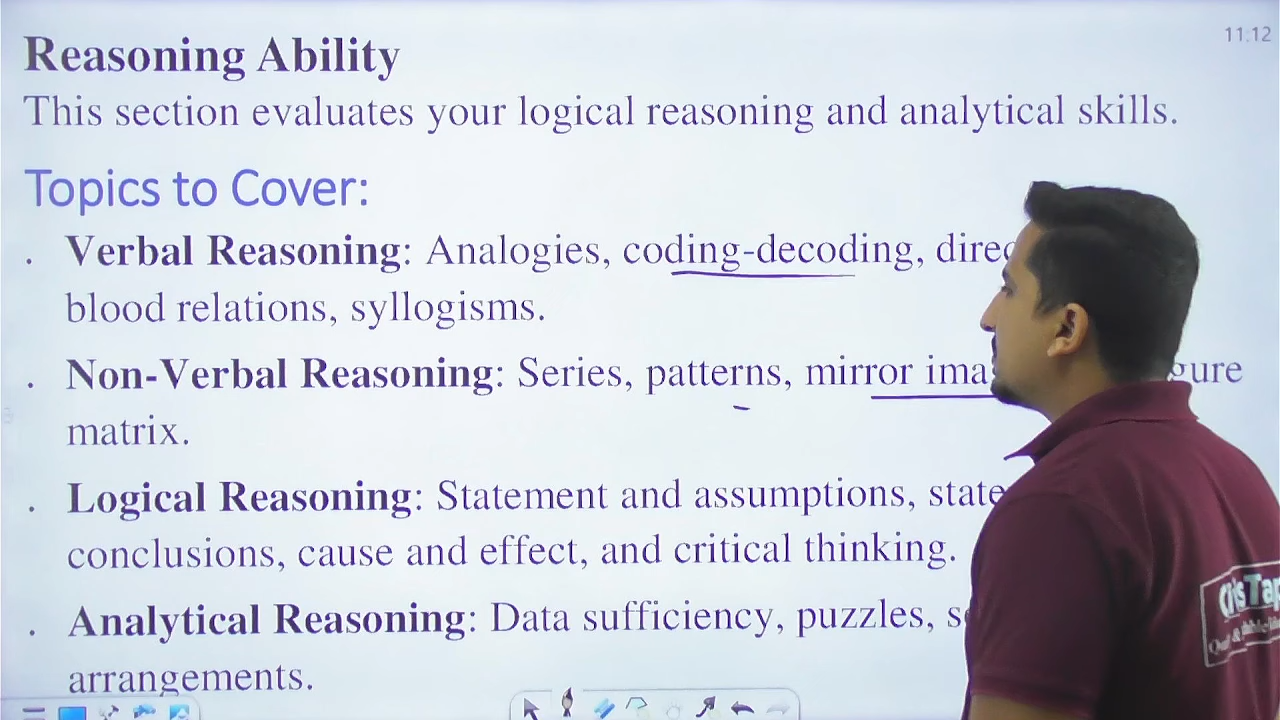 11:12
Reasoning Ability
This section evaluates your logical reasoning and analytical skills.
Topics to Cover:
. Verbal Reasoning: Analogies, coding-decoding,
blood relations, syllogisms.
. Non-Verbal Reasoning: Series, patterns, mirror
matrix.
. Logical Reasoning: Statement and assumptions,
conclusions, cause and effect, and critical thinking.
. Analytical Reasoning: Data sufficiency, puzzles,
arrangements.